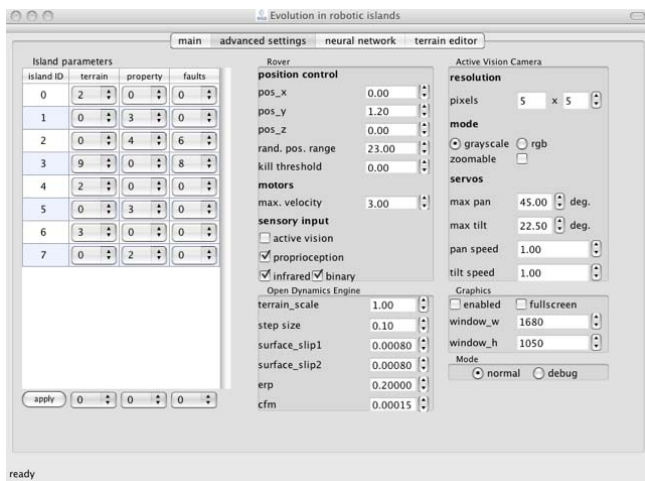 Evolution in robotic islands
main advanced settings neural network terrain editor
Island parameters
island ID terrain property faults
0 2 0 0
1 0 3 0
2 0 4 6
3 9 0 8
4 2 0 0
5 0 3 0
6 3 0 0
7 0 2 0
apply 0 0 0
Rover
position control
pos_x 0.00
pos_y 1.20
pos_z 0.00
rand. pos. range 23.00
kill threshold 0.00
motors
max. velocity 3.00
sensory input
active vision
proprioception
infrared binary
Open Dynamics Engine
terrain_scale 1.00
step size 0.10
surface_slip1 0.00080
surface_slip2 0.00080
erp 0.20000
cfm 0.00015
Active Vision Camera
resolution
pixels 5 x 5
mode
grayscale rgb
zoomable
servos
max pan 45.00 deg.
max tilt 22.50 deg.
pan speed 1.00
tilt speed 1.00
Graphics
enabled fullscreen
window_w 1680
window_h 1050
Mode
normal debug
ready